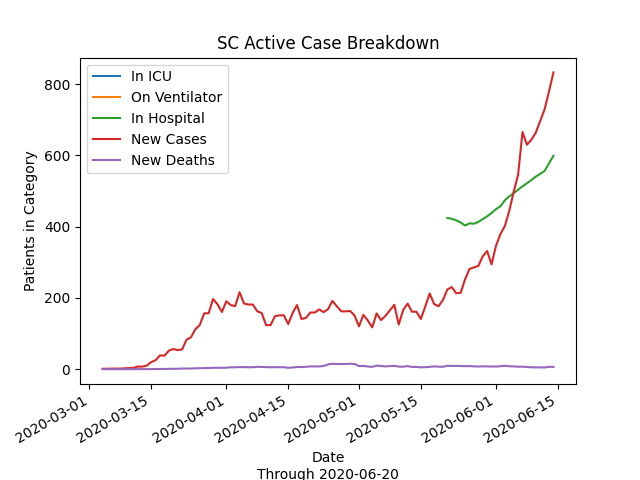 SC Active Case Breakdown
In ICU
On Ventilator
In Hospital
New Cases
New Deaths
Patients in Category
800
600
400
200
0
2020-03-01
2020-03-15
2020-04-01
2020-04-15
2020-05-01
2020-05-15
2020-06-01
2020-06-15
Date
Through 2020-06-20